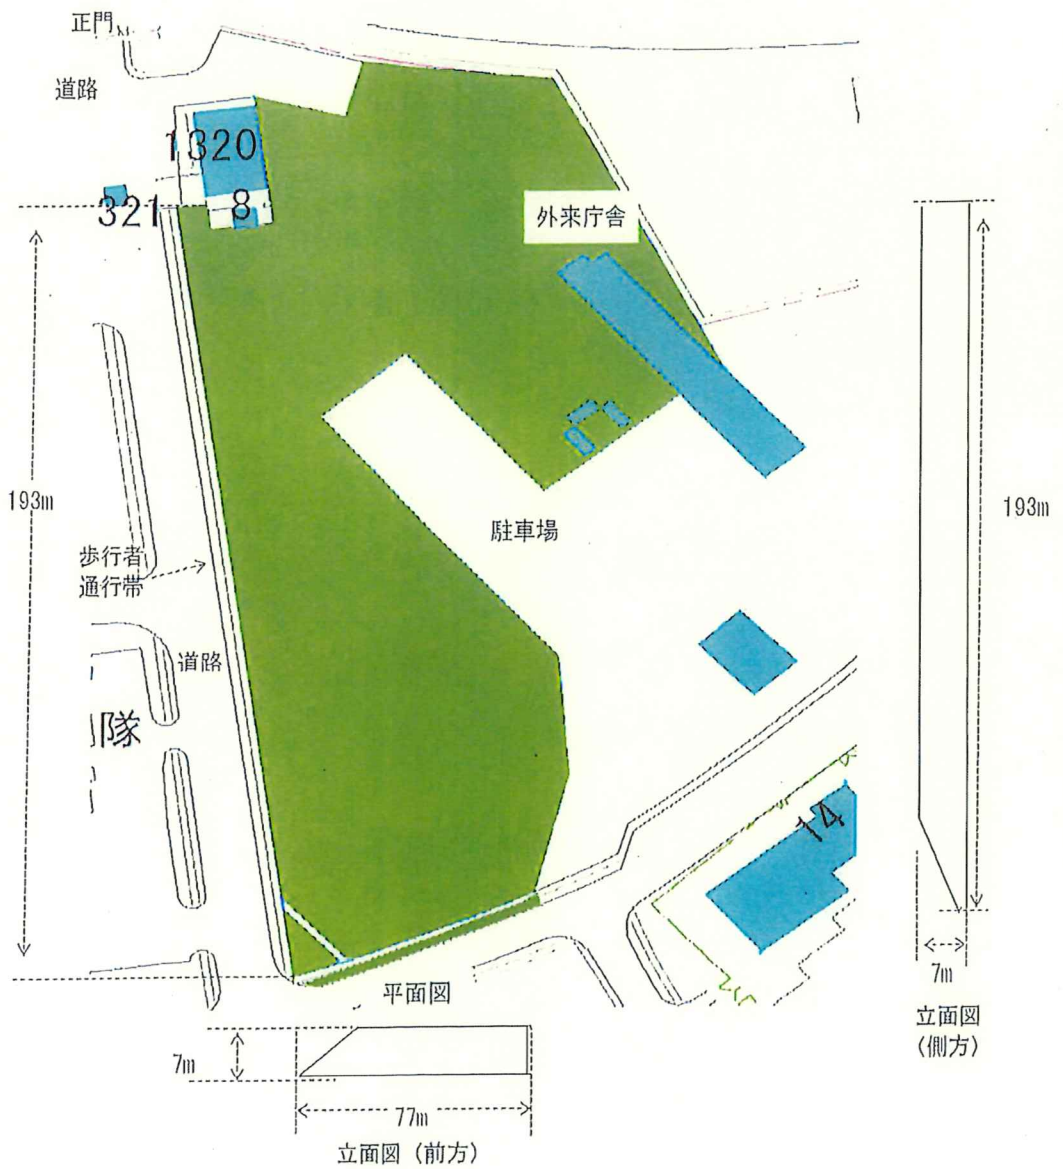 正門
道路
1320
321
8
外来庁舎
193m
193m
駐車場
歩行者
通行帯
道路
隊
14
平面図
7m
立面図
(側方)
7m
77m
立面図(前方)